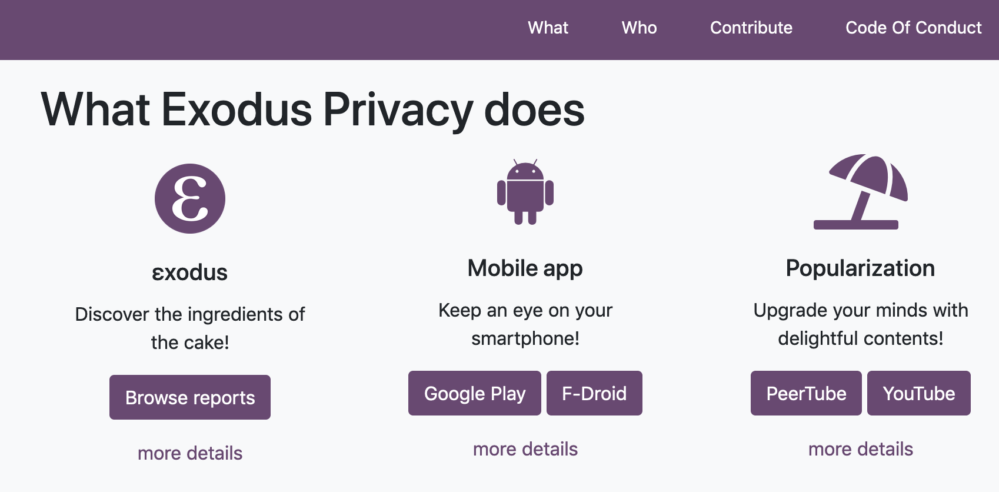 What Who Contribute Code Of Conduct
What Exodus Privacy does
ε
εxodus
Discover the ingredients of
the cake!
Browse reports
more details
Mobile app
Keep an eye on your
smartphone!
Google Play F-Droid
more details
Popularization
Upgrade your minds with
delightful contents!
PeerTube YouTube
more details